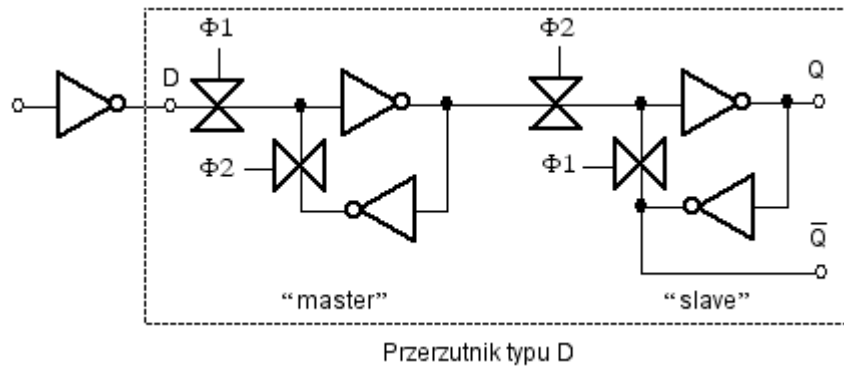 Φ1
Φ2
D
Q
Φ2
Φ1
Q̅
“master”
“slave”
Przerzutnik typu D